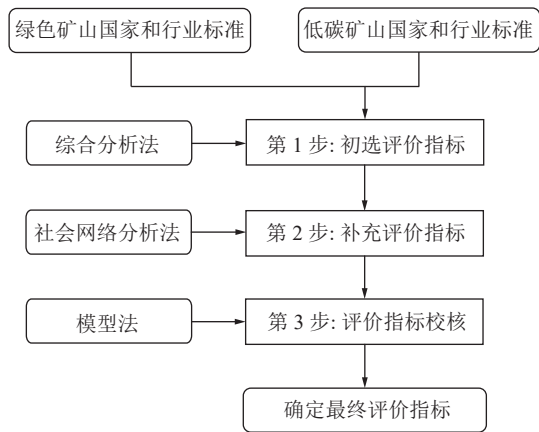 绿色矿山国家和行业标准
低碳矿山国家和行业标准
综合分析法
第 1 步: 初选评价指标
社会网络分析法
第 2 步: 补充评价指标
模型法
第 3 步: 评价指标校核
确定最终评价指标